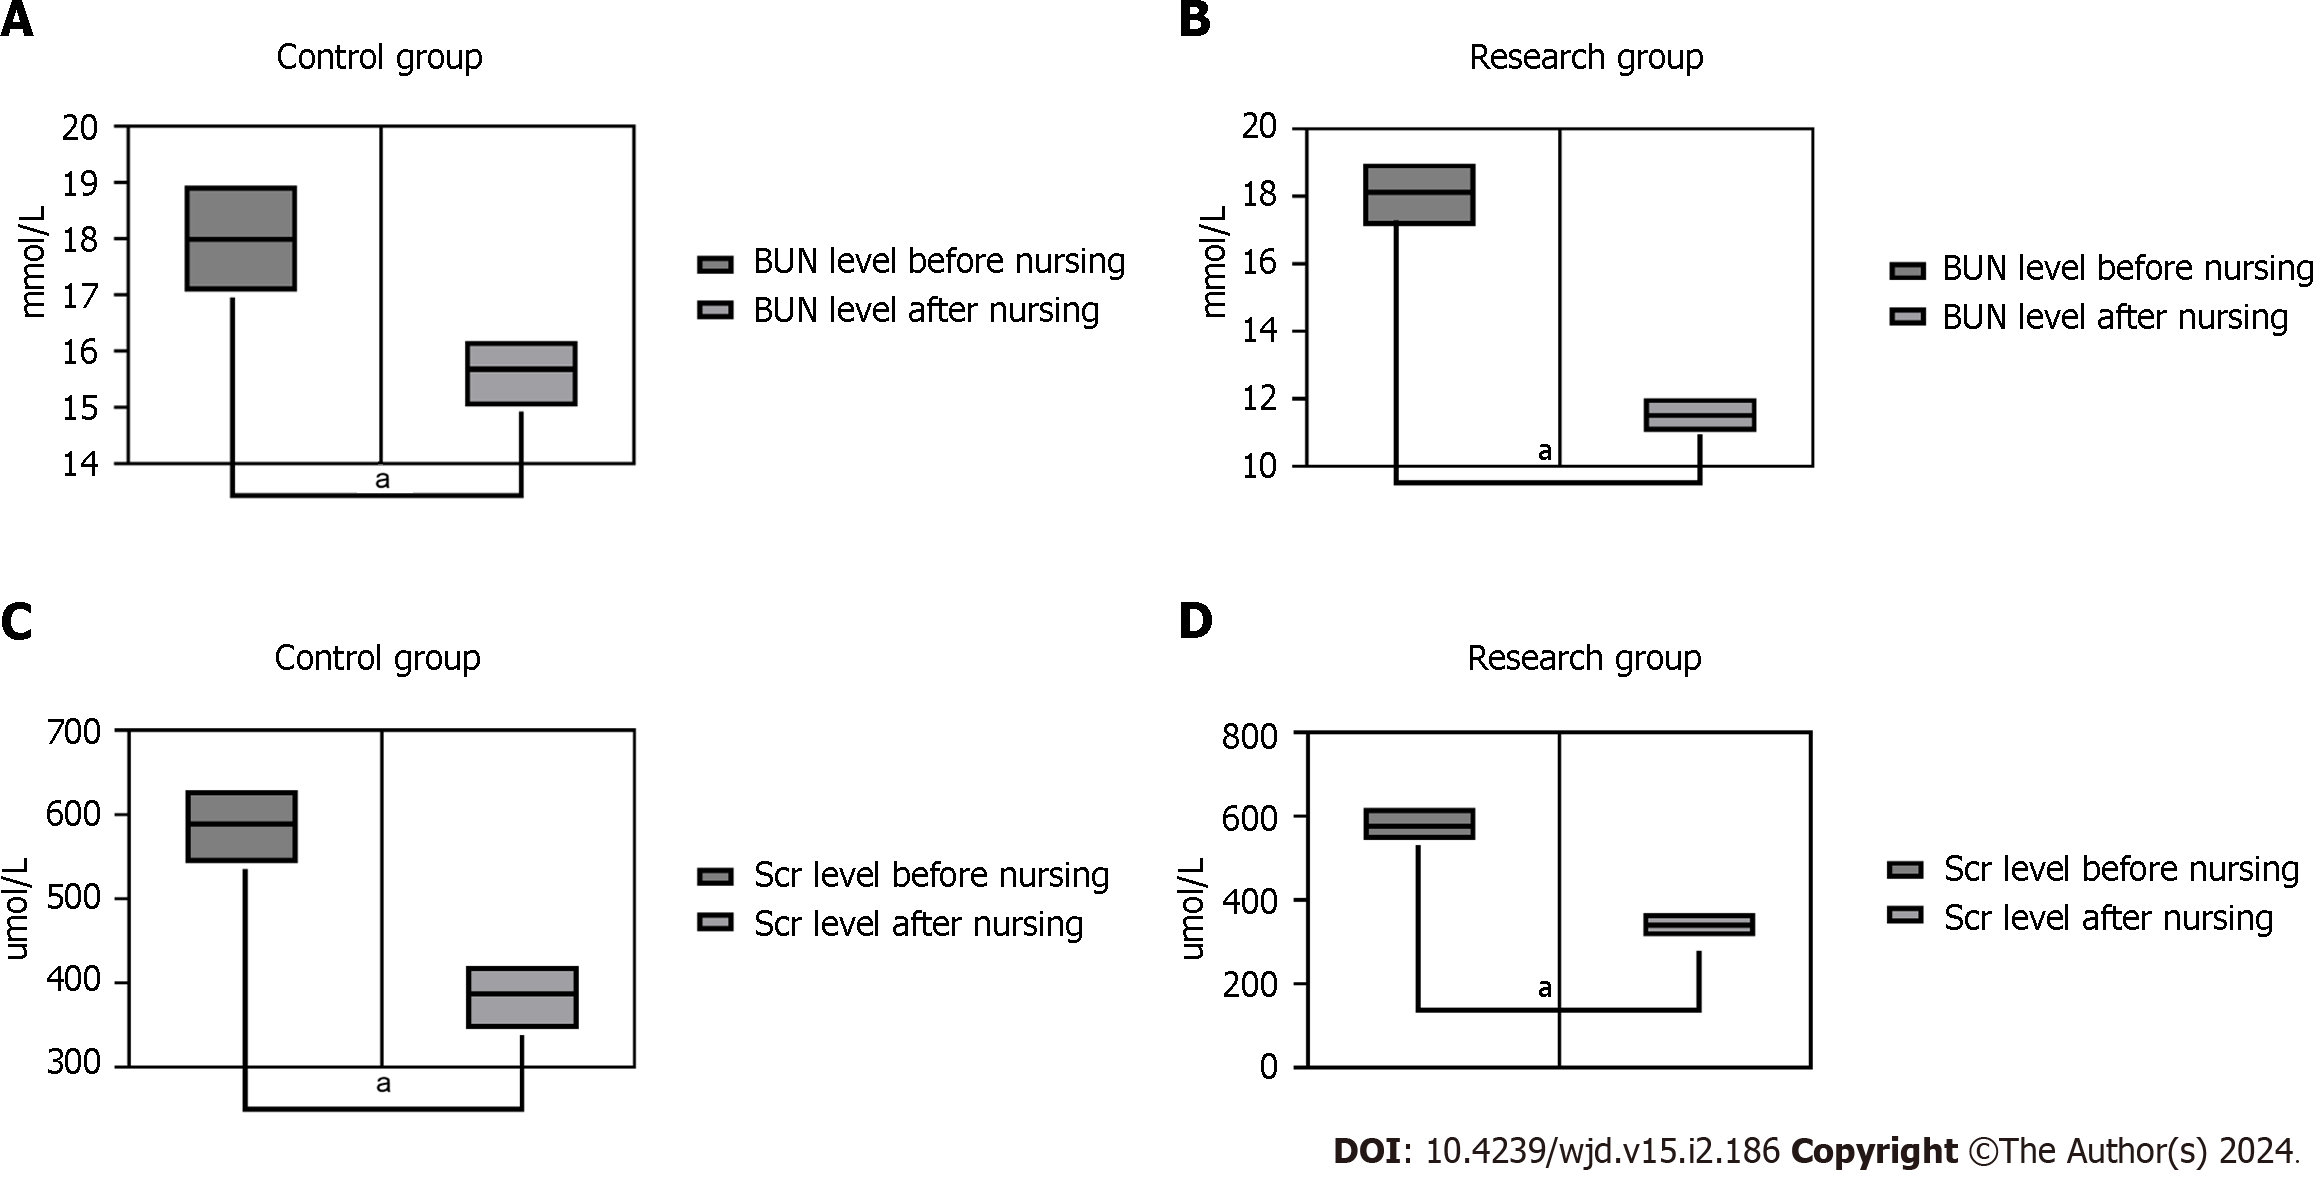 A
Control group
20
19
18
17
16
15
14
mmol/L
a
BUN level before nursing
BUN level after nursing
B
Research group
20
18
16
14
12
10
mmol/L
a
BUN level before nursing
BUN level after nursing
C
Control group
700
600
500
400
300
umol/L
a
Scr level before nursing
Scr level after nursing
D
Research group
800
600
400
200
0
umol/L
a
Scr level before nursing
Scr level after nursing
DOI: 10.4239/wjd.v15.i2.186 Copyright ©The Author(s) 2024.